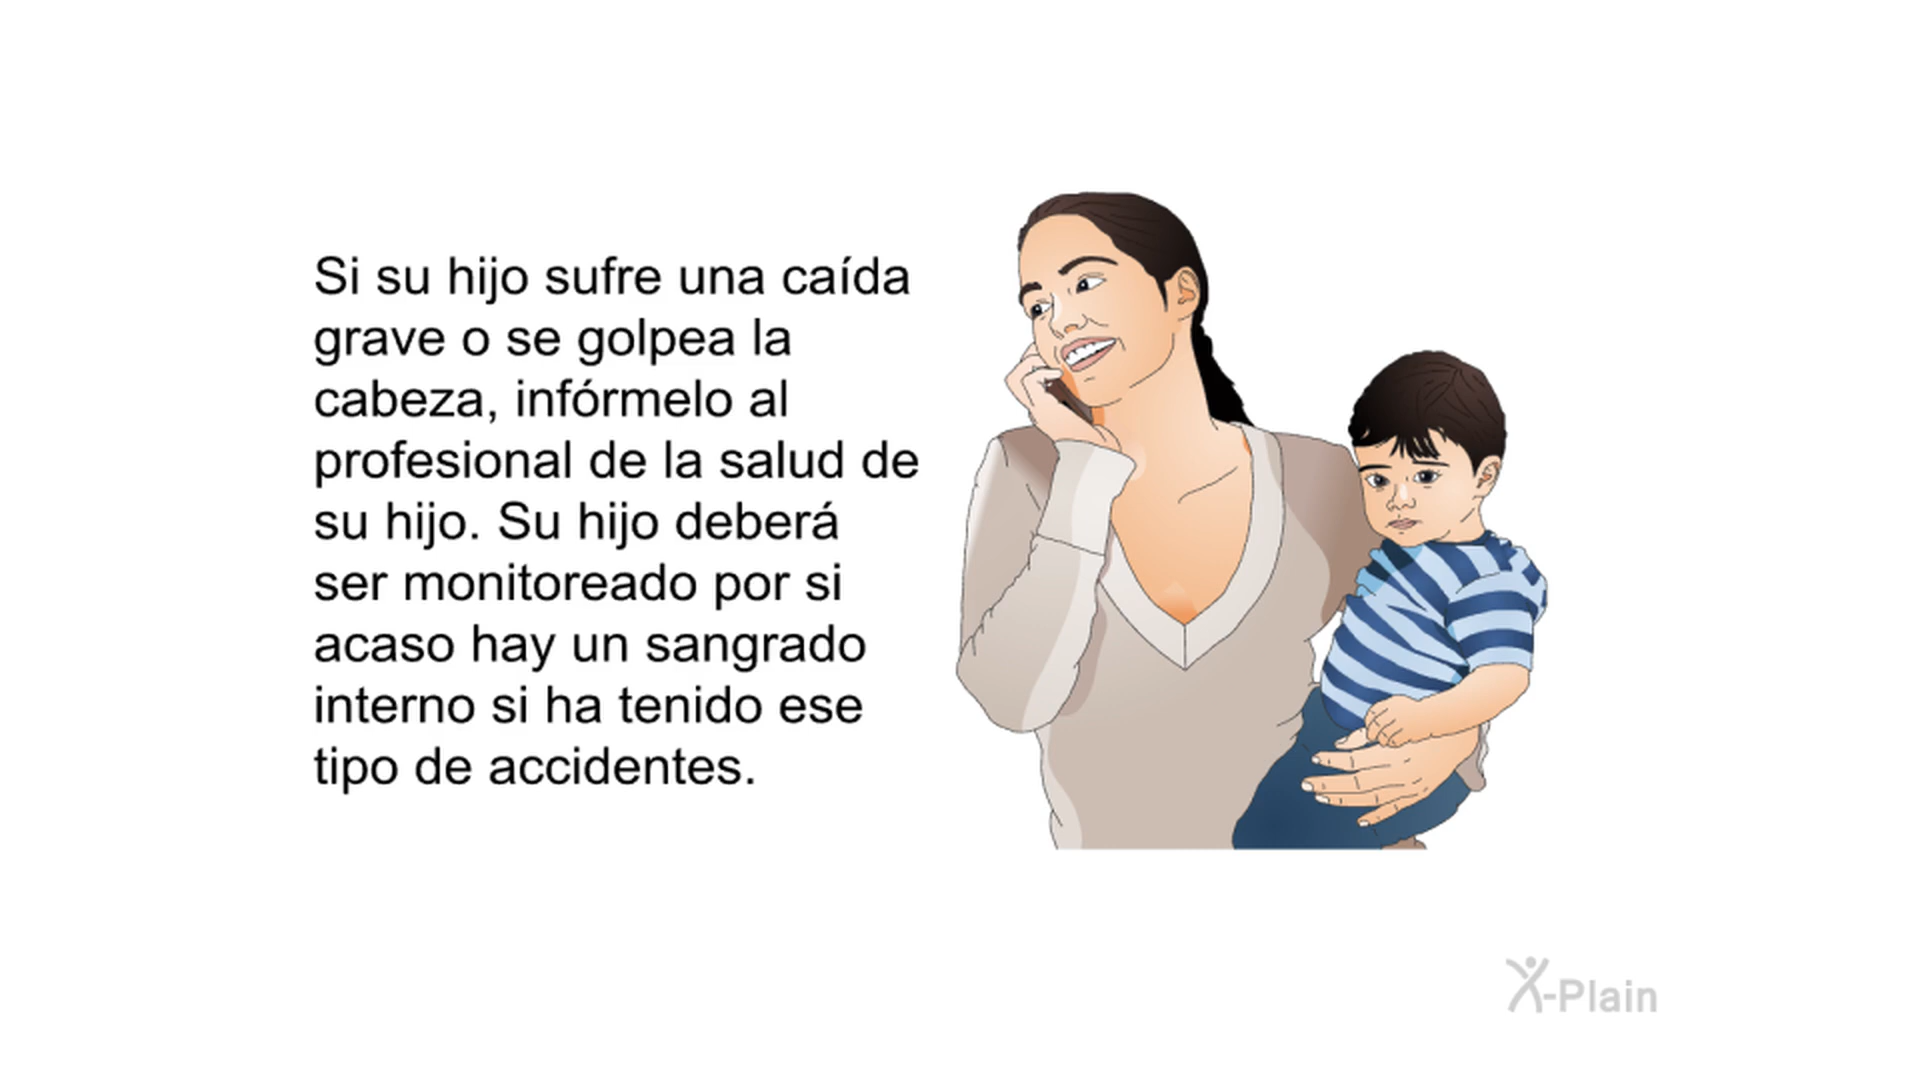 Si su hijo sufre una caída
grave o se golpea la
cabeza, infórmelo al
profesional de la salud de
su hijo. Su hijo deberá
ser monitoreado por si
acaso hay un sangrado
interno si ha tenido ese
tipo de accidentes.
X-Plain